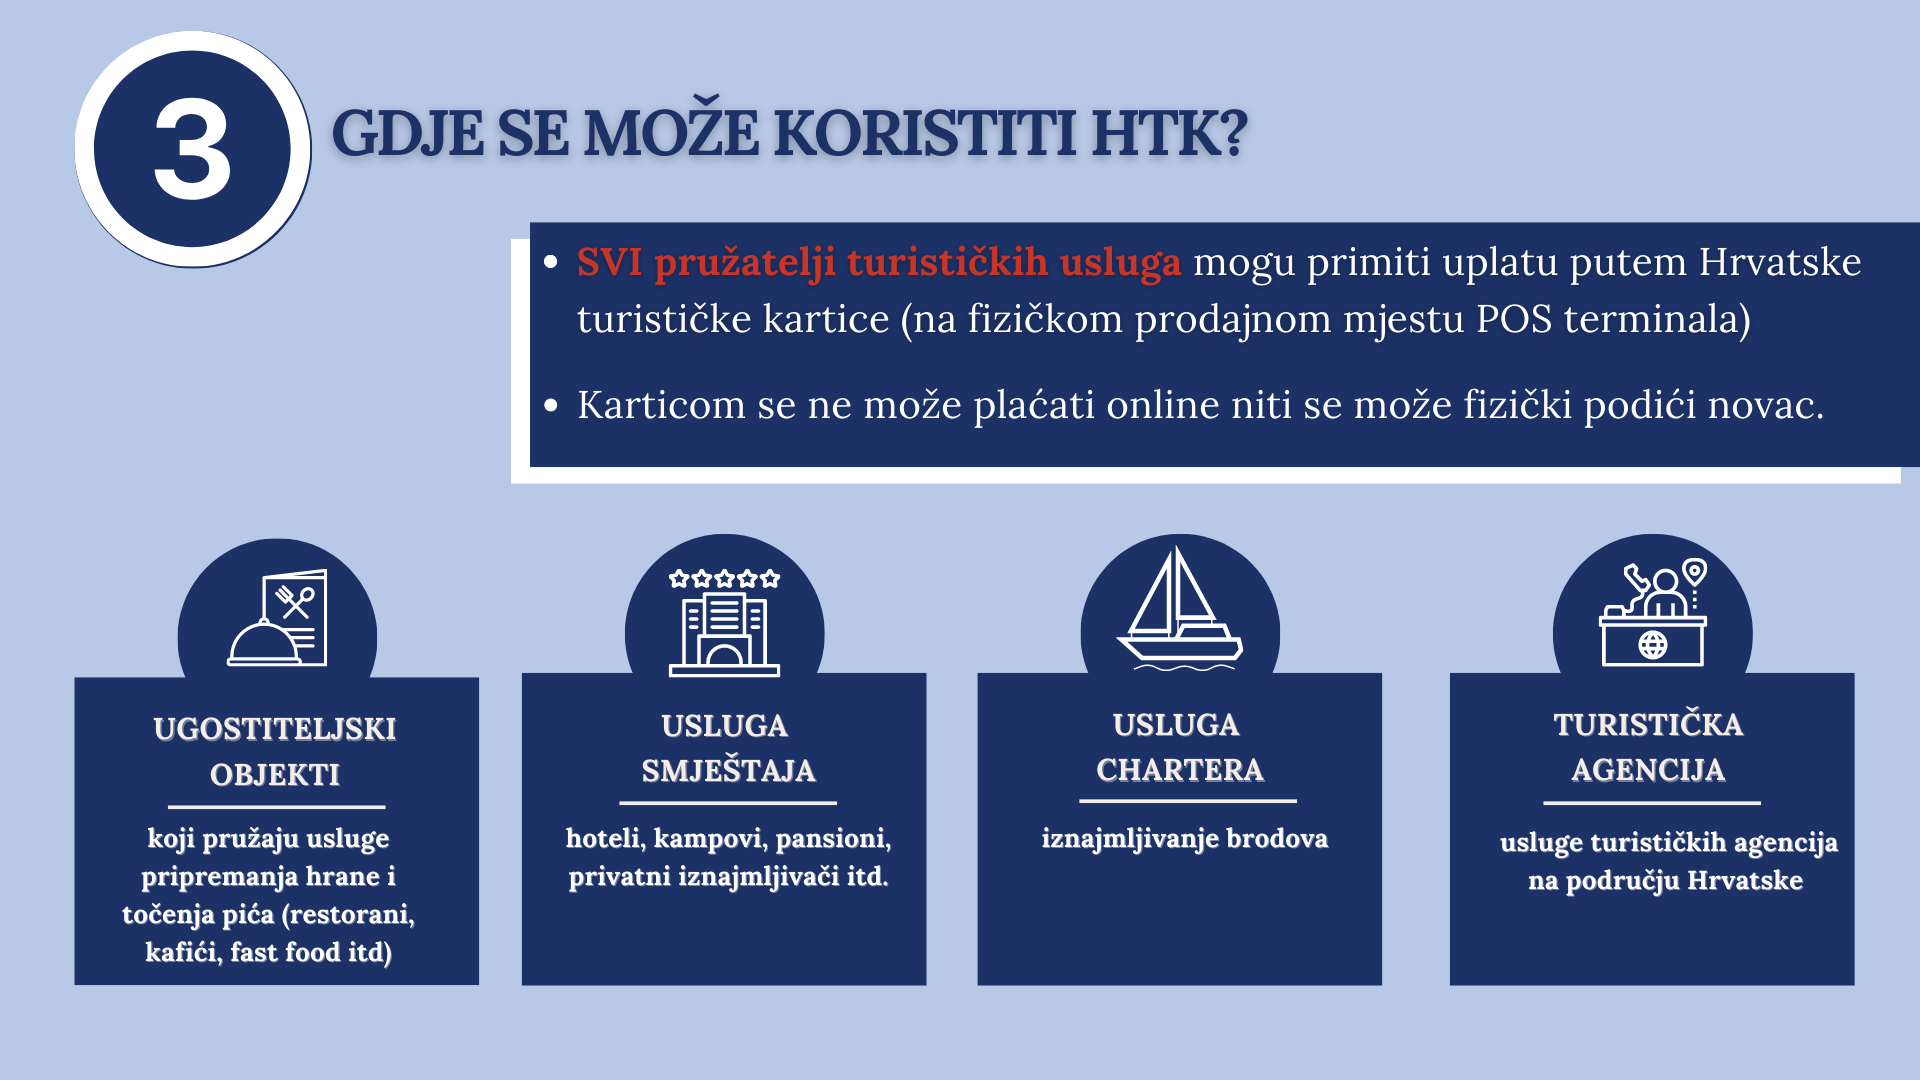 3
GDJE SE MOŽE KORISTITI HTK?
• SVI pružatelji turističkih usluga mogu primiti uplatu putem Hrvatske
turističke kartice (na fizičkom prodajnom mjestu POS terminala)
• Karticom se ne može plaćati online niti se može fizički podići novac.
UGOSTITELJSKI
OBJEKTI
koji pružaju usluge
pripremanja hrane i
točenja pića (restorani,
kafići, fast food itd)
USLUGA
SMJEŠTAJA
hoteli, kampovi, pansioni,
privatni iznajmljivači itd.
USLUGA
CHARTERA
iznajmljivanje brodova
TURISTIČKA
AGENCIJA
usluge turističkih agencija
na području Hrvatske